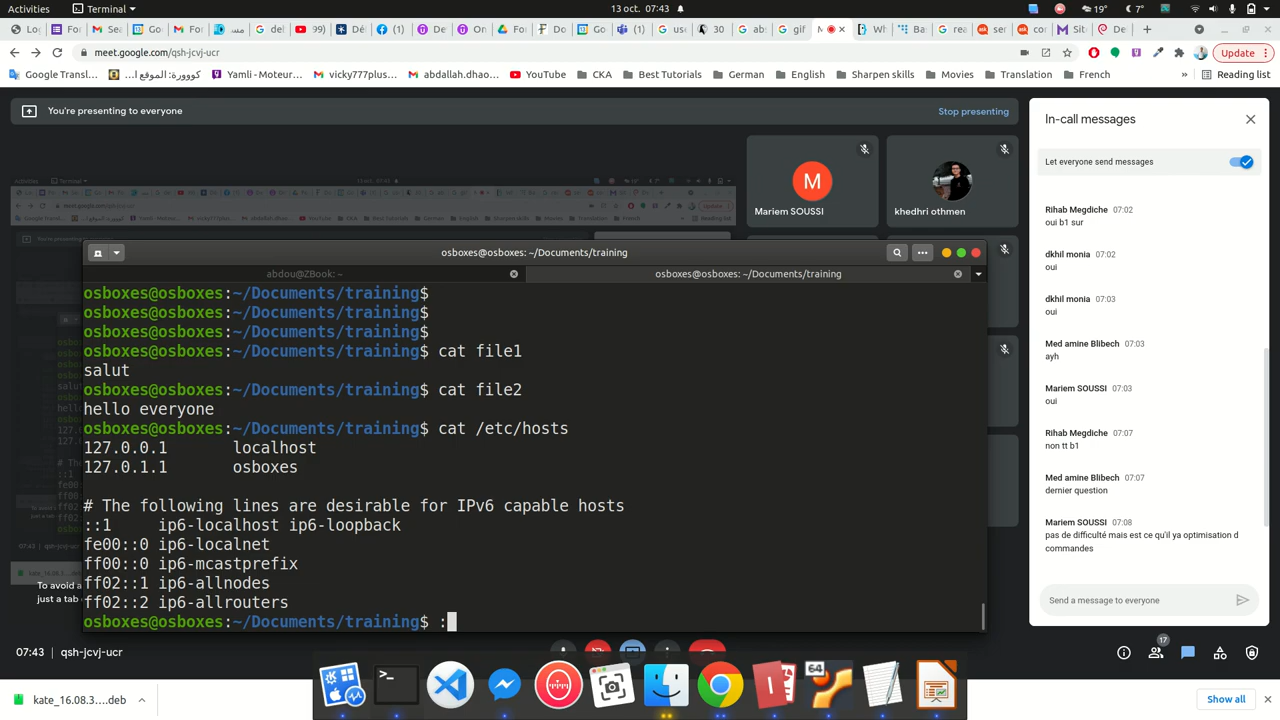 Activities
Terminal
13 oct. 07:43
19°
7°
meet.google.com/qsh-jcvj-ucr
Update
Google Transl...
Yamli - Moteur...
vicky777plus...
abdallah.dhao...
YouTube
CKA
Best Tutorials
German
English
Sharpen skills
Movies
Translation
French
»
Reading list
You're presenting to everyone
Stop presenting
M
Mariem SOUSSI
khedhri othmen
In-call messages
Let everyone send messages
Rihab Megdiche 07:02
oui b1 sur
dkhil monia 07:02
oui
dkhil monia 07:03
oui
Med amine Blibech 07:03
ayh
Mariem SOUSSI 07:03
oui
Rihab Megdiche 07:07
non tt b1
Med amine Blibech 07:07
dernier question
Mariem SOUSSI 07:08
pas de difficulté mais est ce qu'il ya optimisation d
commandes
Send a message to everyone
osboxes@osboxes: ~/Documents/training
abdou@ZBook: ~
osboxes@osboxes: ~/Documents/training
osboxes@osboxes:~/Documents/training$
osboxes@osboxes:~/Documents/training$
osboxes@osboxes:~/Documents/training$
osboxes@osboxes:~/Documents/training$ cat file1
salut
osboxes@osboxes:~/Documents/training$ cat file2
hello everyone
osboxes@osboxes:~/Documents/training$ cat /etc/hosts
127.0.0.1 localhost
127.0.1.1 osboxes
# The following lines are desirable for IPv6 capable hosts
::1 ip6-localhost ip6-loopback
fe00::0 ip6-localnet
ff00::0 ip6-mcastprefix
ff02::1 ip6-allnodes
ff02::2 ip6-allrouters
osboxes@osboxes:~/Documents/training$ :
To avoid a
just a tab
07:43 | qsh-jcvj-ucr
17
64
kate_16.08.3....deb
Show all